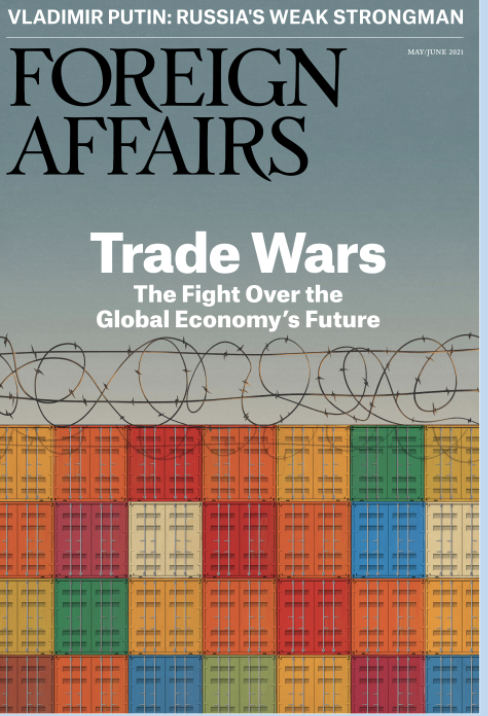 VLADIMIR PUTIN: RUSSIA'S WEAK STRONGMAN
MAY/JUNE 2021
FOREIGN
AFFAIRS
Trade Wars
The Fight Over the
Global Economy’s Future